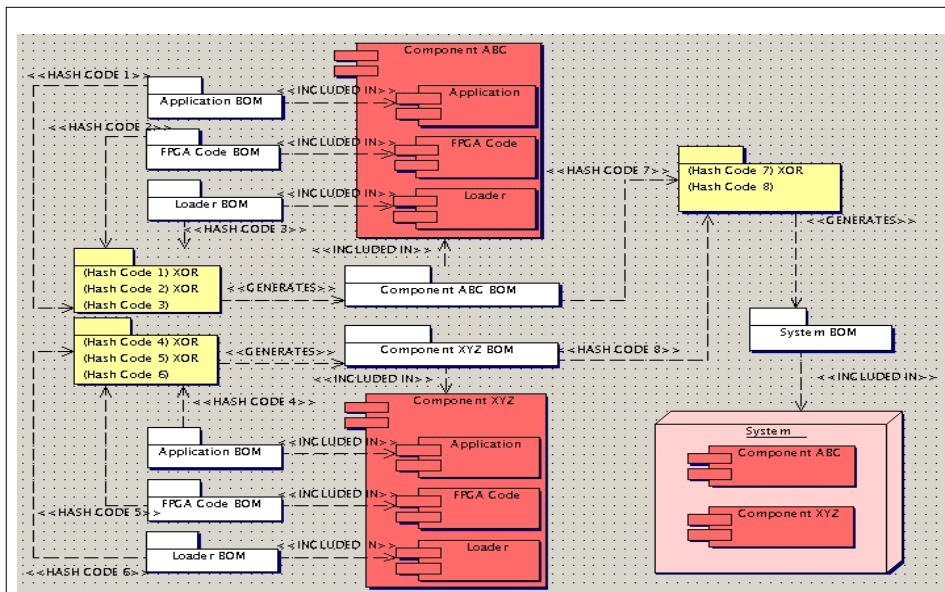 Component ABC
<<HASH CODE 1>>
<<INCLUDED IN>>
Application
Application BOM
<<HASH CODE 2>>
<<INCLUDED IN>>
FPGA Code
FPGA Code BOM
<<INCLUDED IN>>
Loader
Loader BOM
<<HASH CODE 3>>
<<INCLUDED IN>>
<<HASH CODE 7>>
(Hash Code 7) XOR
(Hash Code 8)
<<GENERATES>>
(Hash Code 1) XOR
(Hash Code 2) XOR
(Hash Code 3)
<<GENERATES>>
Component ABC BOM
(Hash Code 4) XOR
(Hash Code 5) XOR
(Hash Code 6)
<<GENERATES>>
Component XYZ BOM
<<HASH CODE 8>>
System BOM
<<INCLUDED IN>>
<<INCLUDED IN>>
<<HASH CODE 4>>
Component XYZ
<<INCLUDED IN>>
Application
Application BOM
<<INCLUDED IN>>
FPGA Code
FPGA Code BOM
<<HASH CODE 5>>
<<INCLUDED IN>>
Loader
Loader BOM
<<HASH CODE 6>>
System
Component ABC
Component XYZ